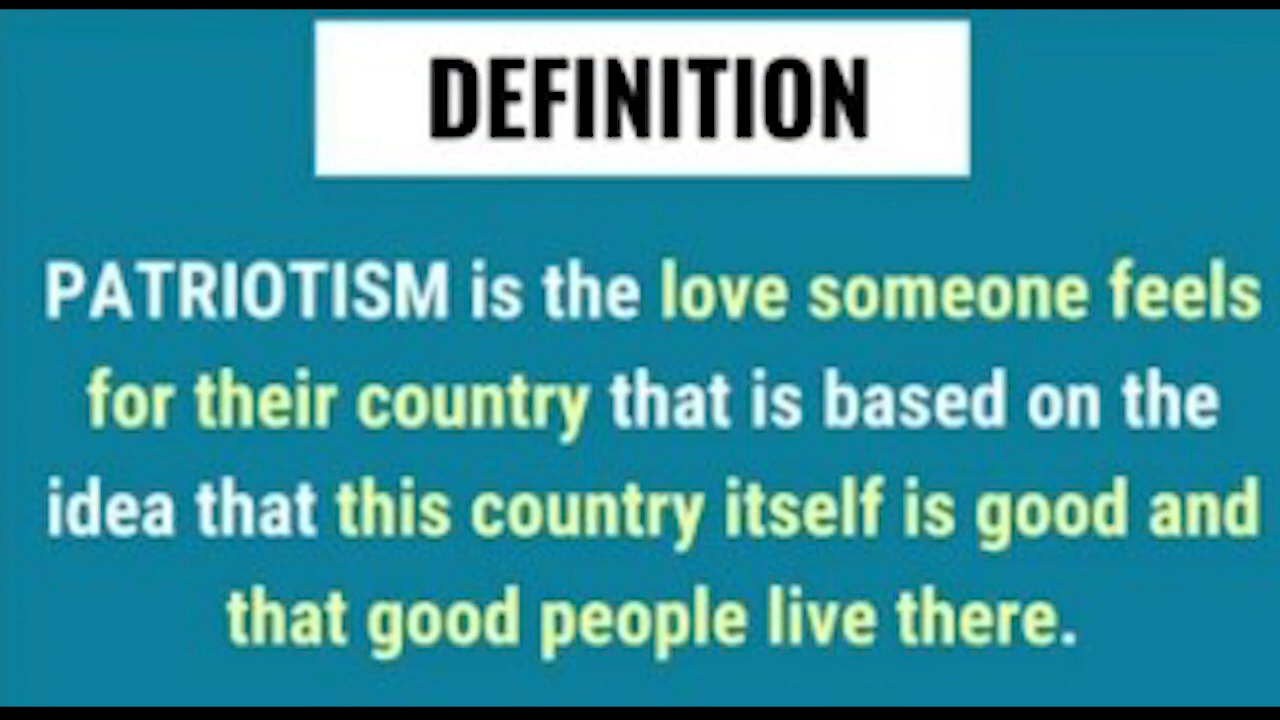 DEFINITION
PATRIOTISM is the love someone feels
for their country that is based on the
idea that this country itself is good and
that good people live there.